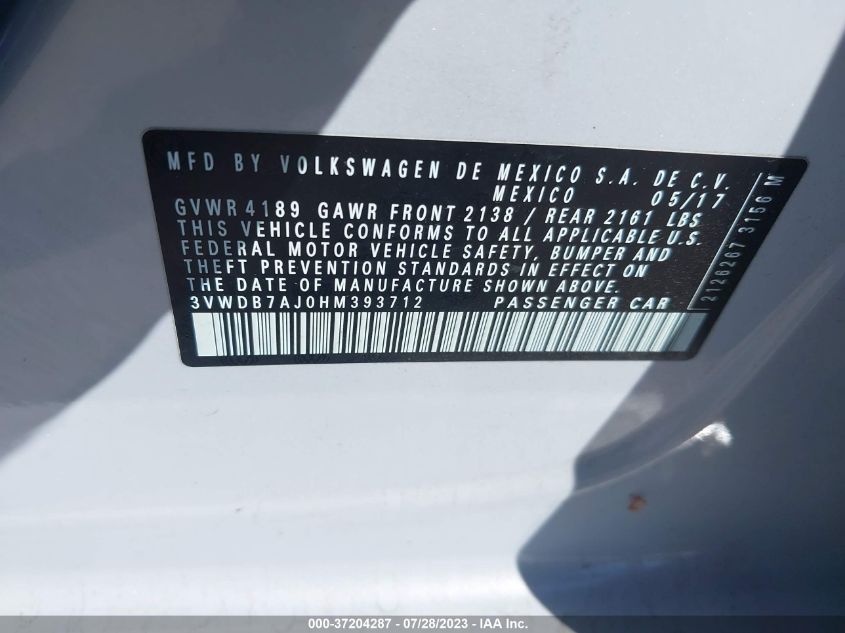 MFD BY VOLKSWAGEN DE MEXICO S.A. DE C.V.
MEXICO 05/17
GVWR 4189 GAWR FRONT 2138 / REAR 2161 LBS
THIS VEHICLE CONFORMS TO ALL APPLICABLE U.S.
FEDERAL MOTOR VEHICLE SAFETY, BUMPER AND
THEFT PREVENTION STANDARDS IN EFFECT ON
THE DATE OF MANUFACTURE SHOWN ABOVE.
3VWDB7AJ0HM393712 PASSENGER CAR
2126267 3156 M
000-37204287 - 07/28/2023 - IAA Inc.